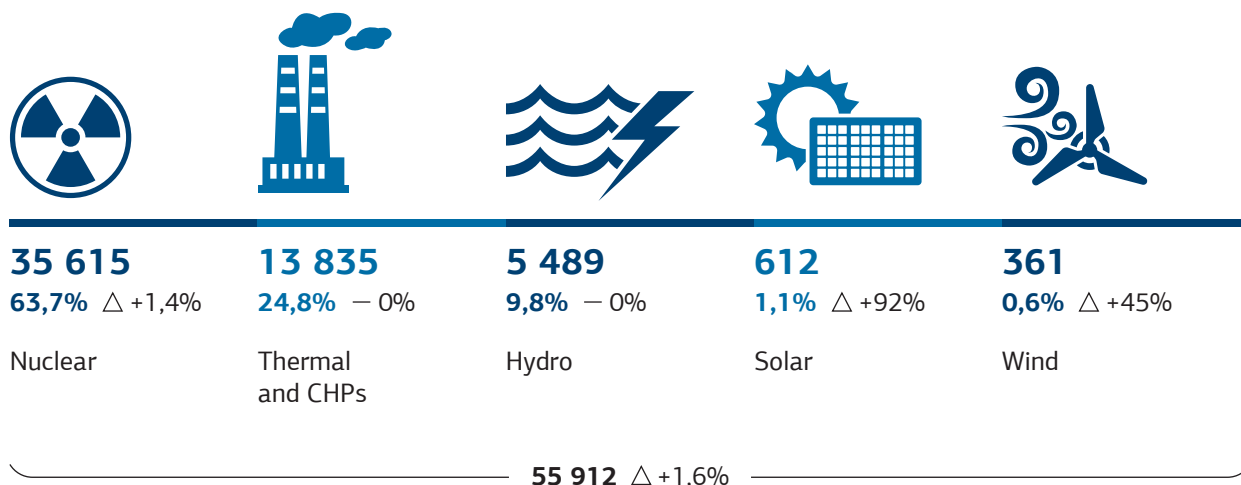 35 615
63,7% △ +1,4%
Nuclear
13 835
24,8% — 0%
Thermal
and CHPs
5 489
9,8% — 0%
Hydro
612
1,1% △ +92%
Solar
361
0,6% △ +45%
Wind
55 912 △ +1,6%